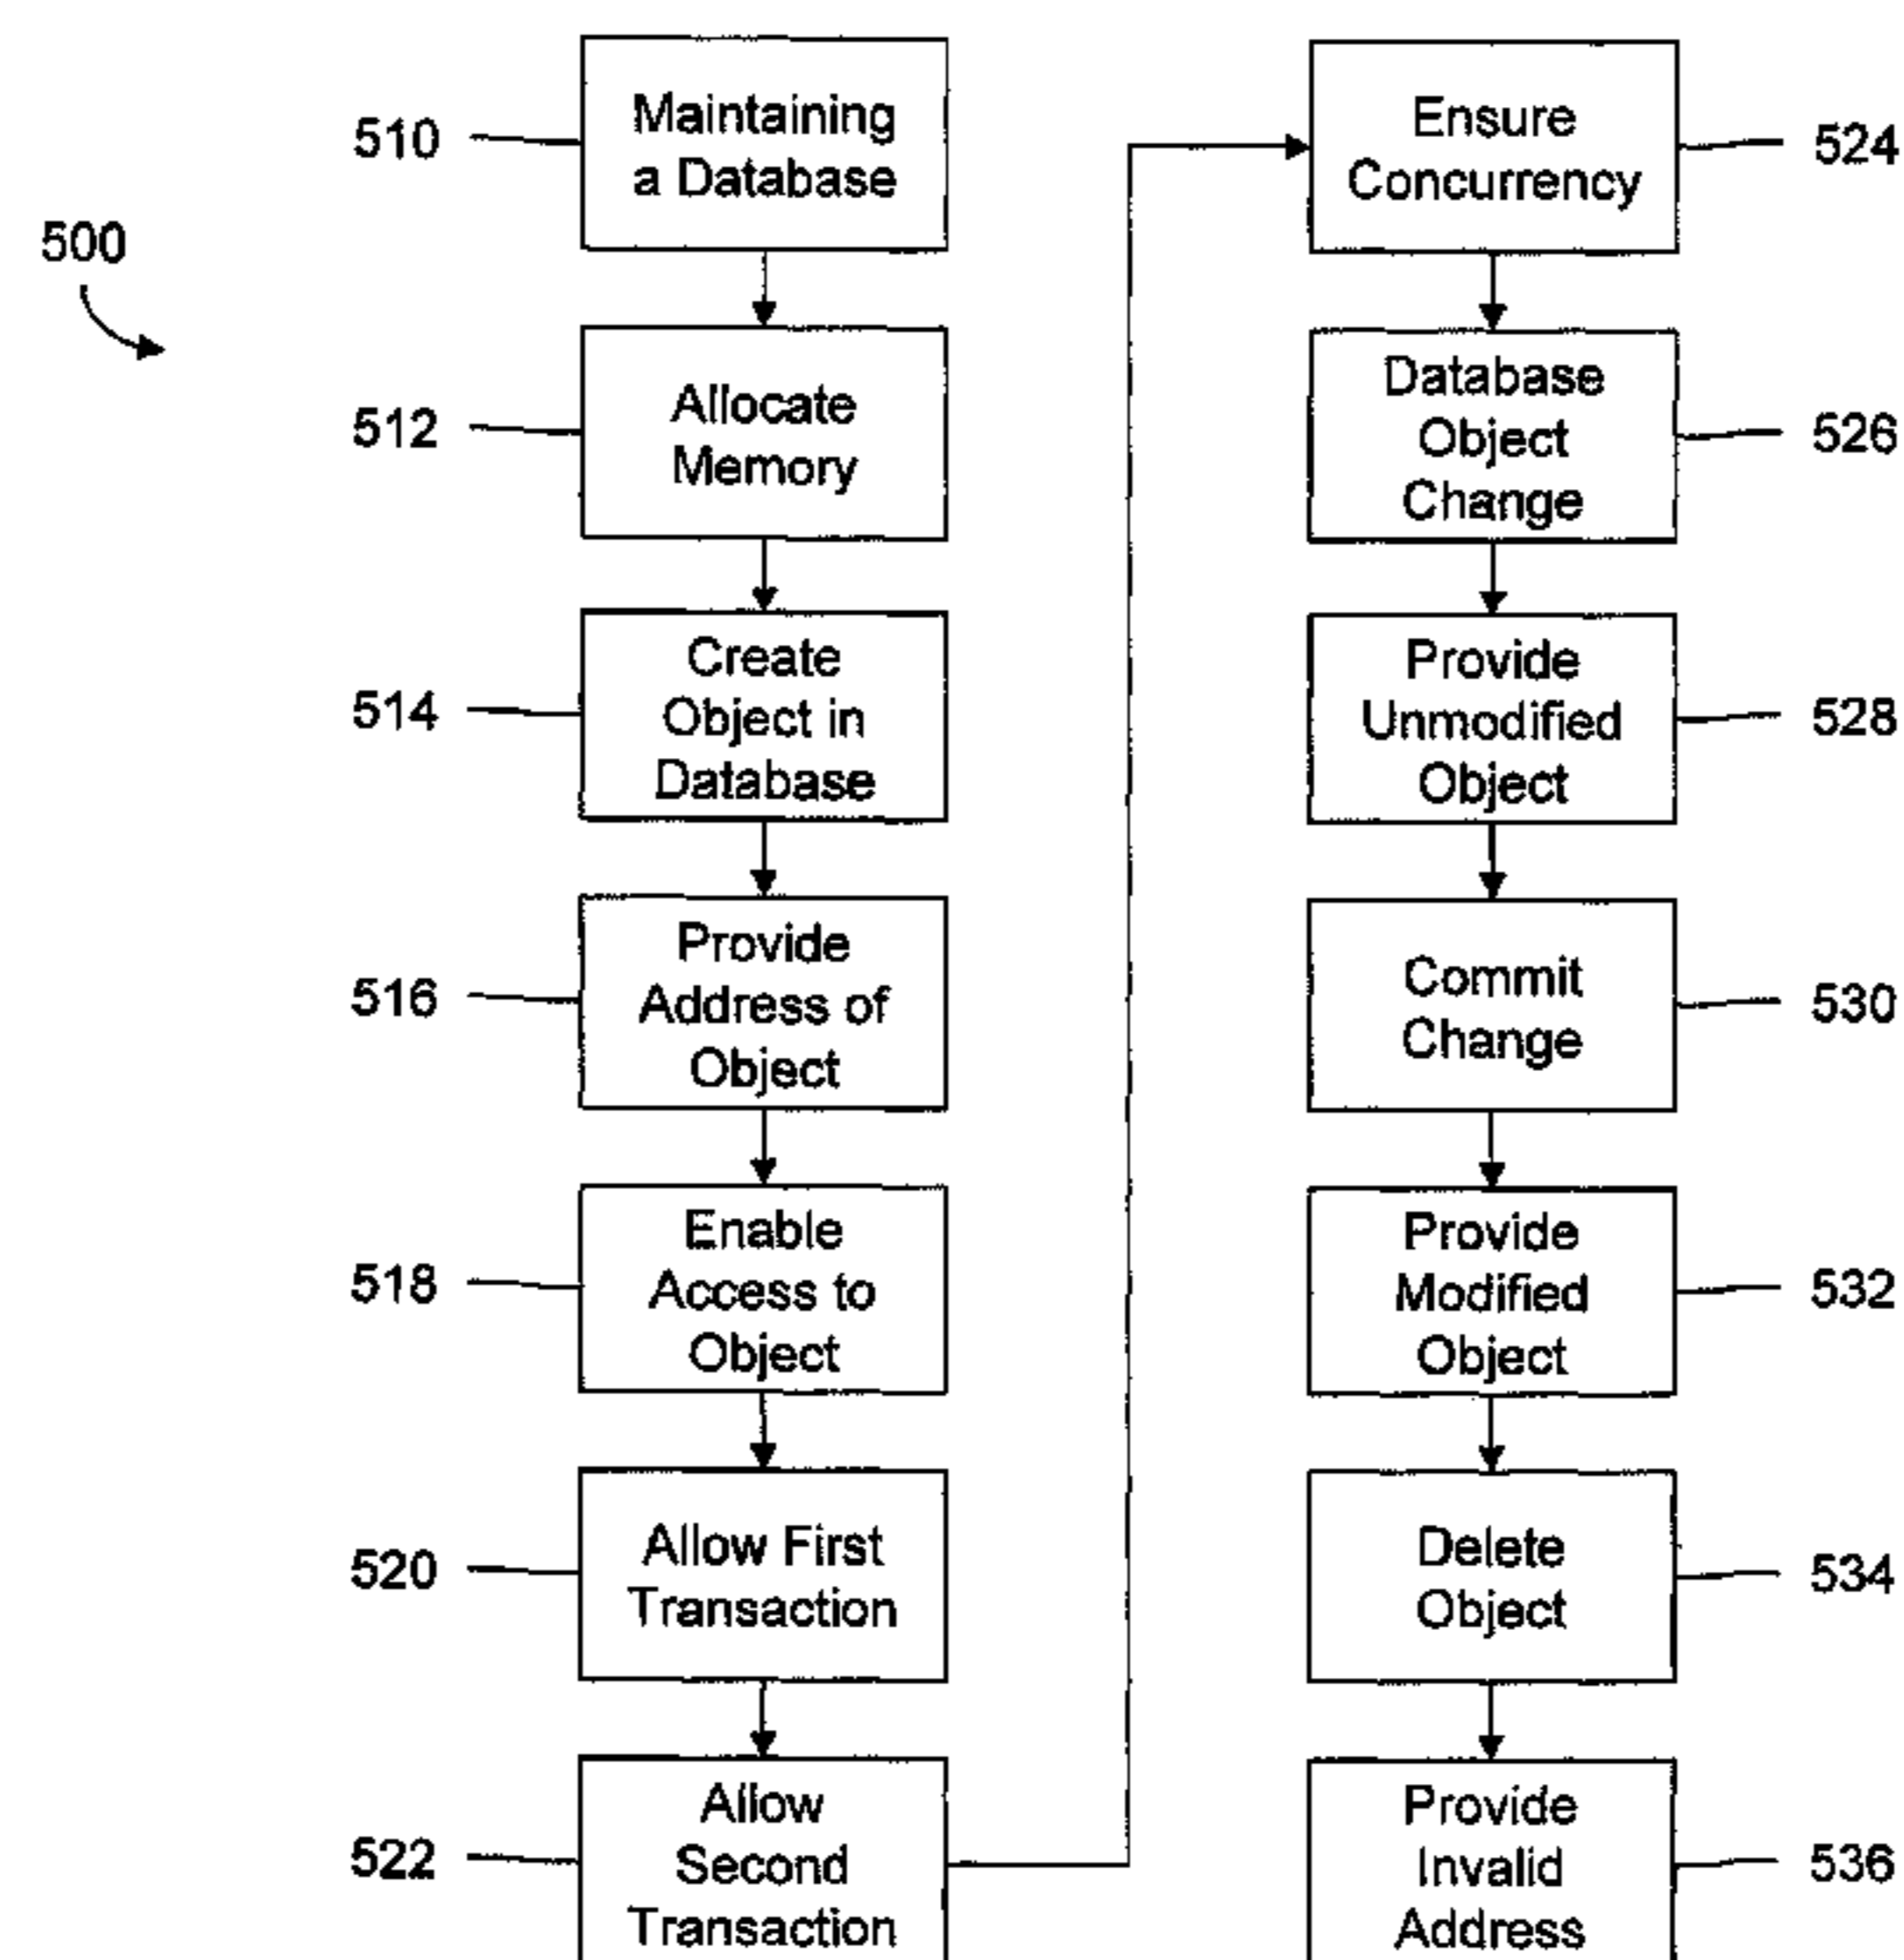 500
510
Maintaining
a Database
512
Allocate
Memory
514
Create
Object in
Database
516
Provide
Address of
Object
518
Enable
Access to
Object
520
Allow First
Transaction
522
Allow
Second
Transaction
Ensure
Concurrency
524
Database
Object
Change
526
Provide
Unmodified
Object
528
Commit
Change
530
Provide
Modified
Object
532
Delete
Object
534
Provide
Invalid
Address
536